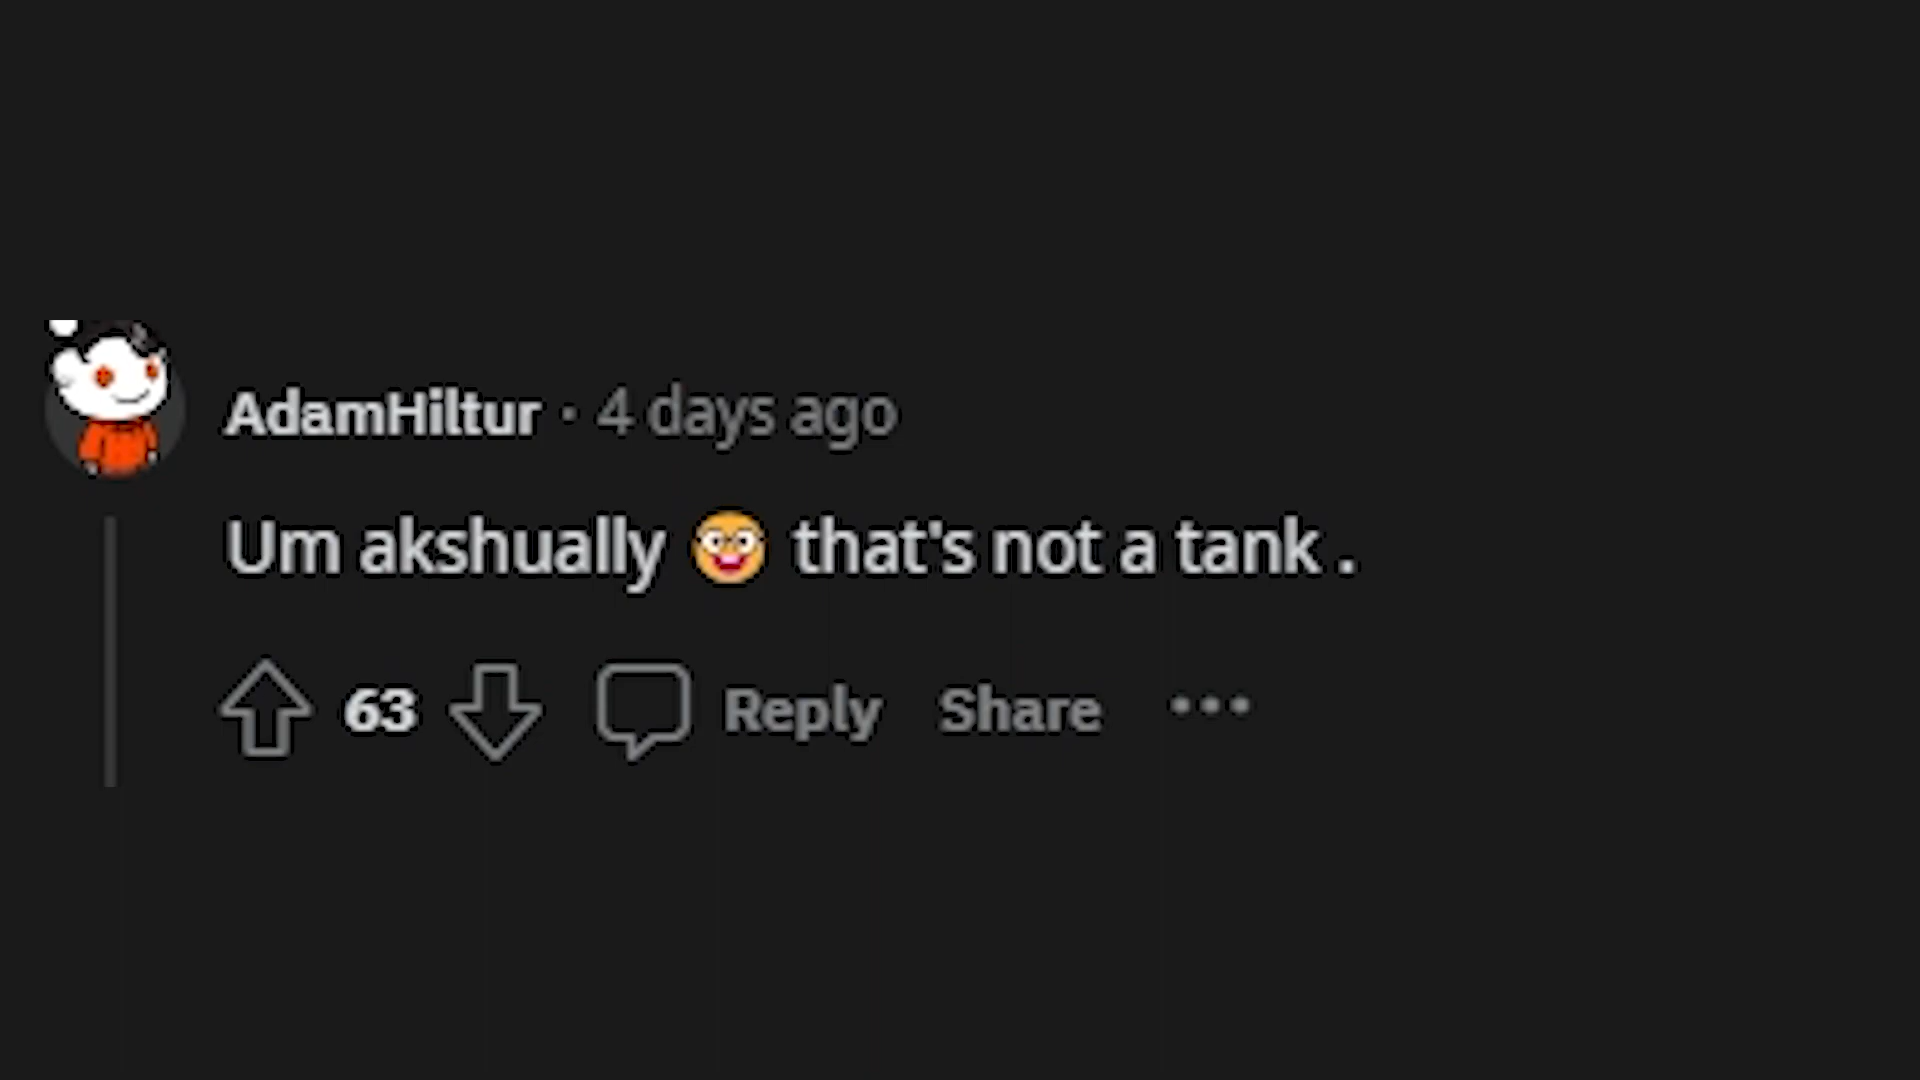 AdamHiltur · 4 days ago
Um akshually 🤓 that's not a tank .
63 Reply Share •••